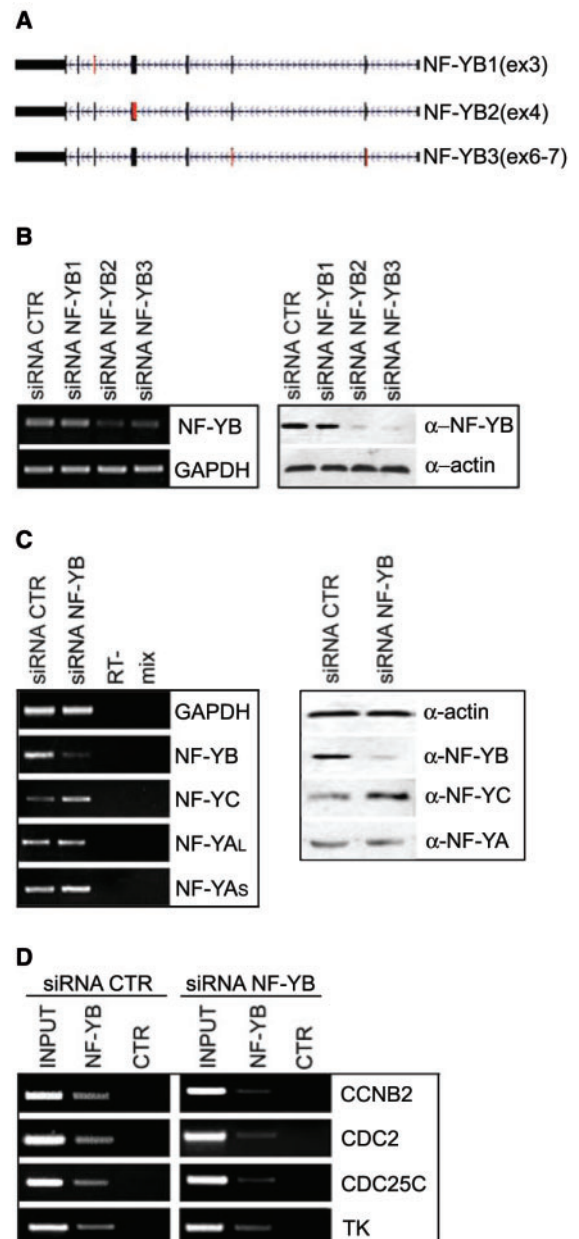 A
NF-YB1(ex3)
NF-YB2(ex4)
NF-YB3(ex6-7)
B
siRNA CTR
siRNA NF-YB1
siRNA NF-YB2
siRNA NF-YB3
NF-YB
GAPDH
siRNA CTR
siRNA NF-YB1
siRNA NF-YB2
siRNA NF-YB3
α–NF-YB
α–actin
C
siRNA CTR
siRNA NF-YB
RT-
mix
GAPDH
NF-YB
NF-YC
NF-YAL
NF-YAs
siRNA CTR
siRNA NF-YB
α-actin
α-NF-YB
α-NF-YC
α-NF-YA
D
siRNA CTR
siRNA NF-YB
INPUT
NF-YB
CTR
INPUT
NF-YB
CTR
CCNB2
CDC2
CDC25C
TK